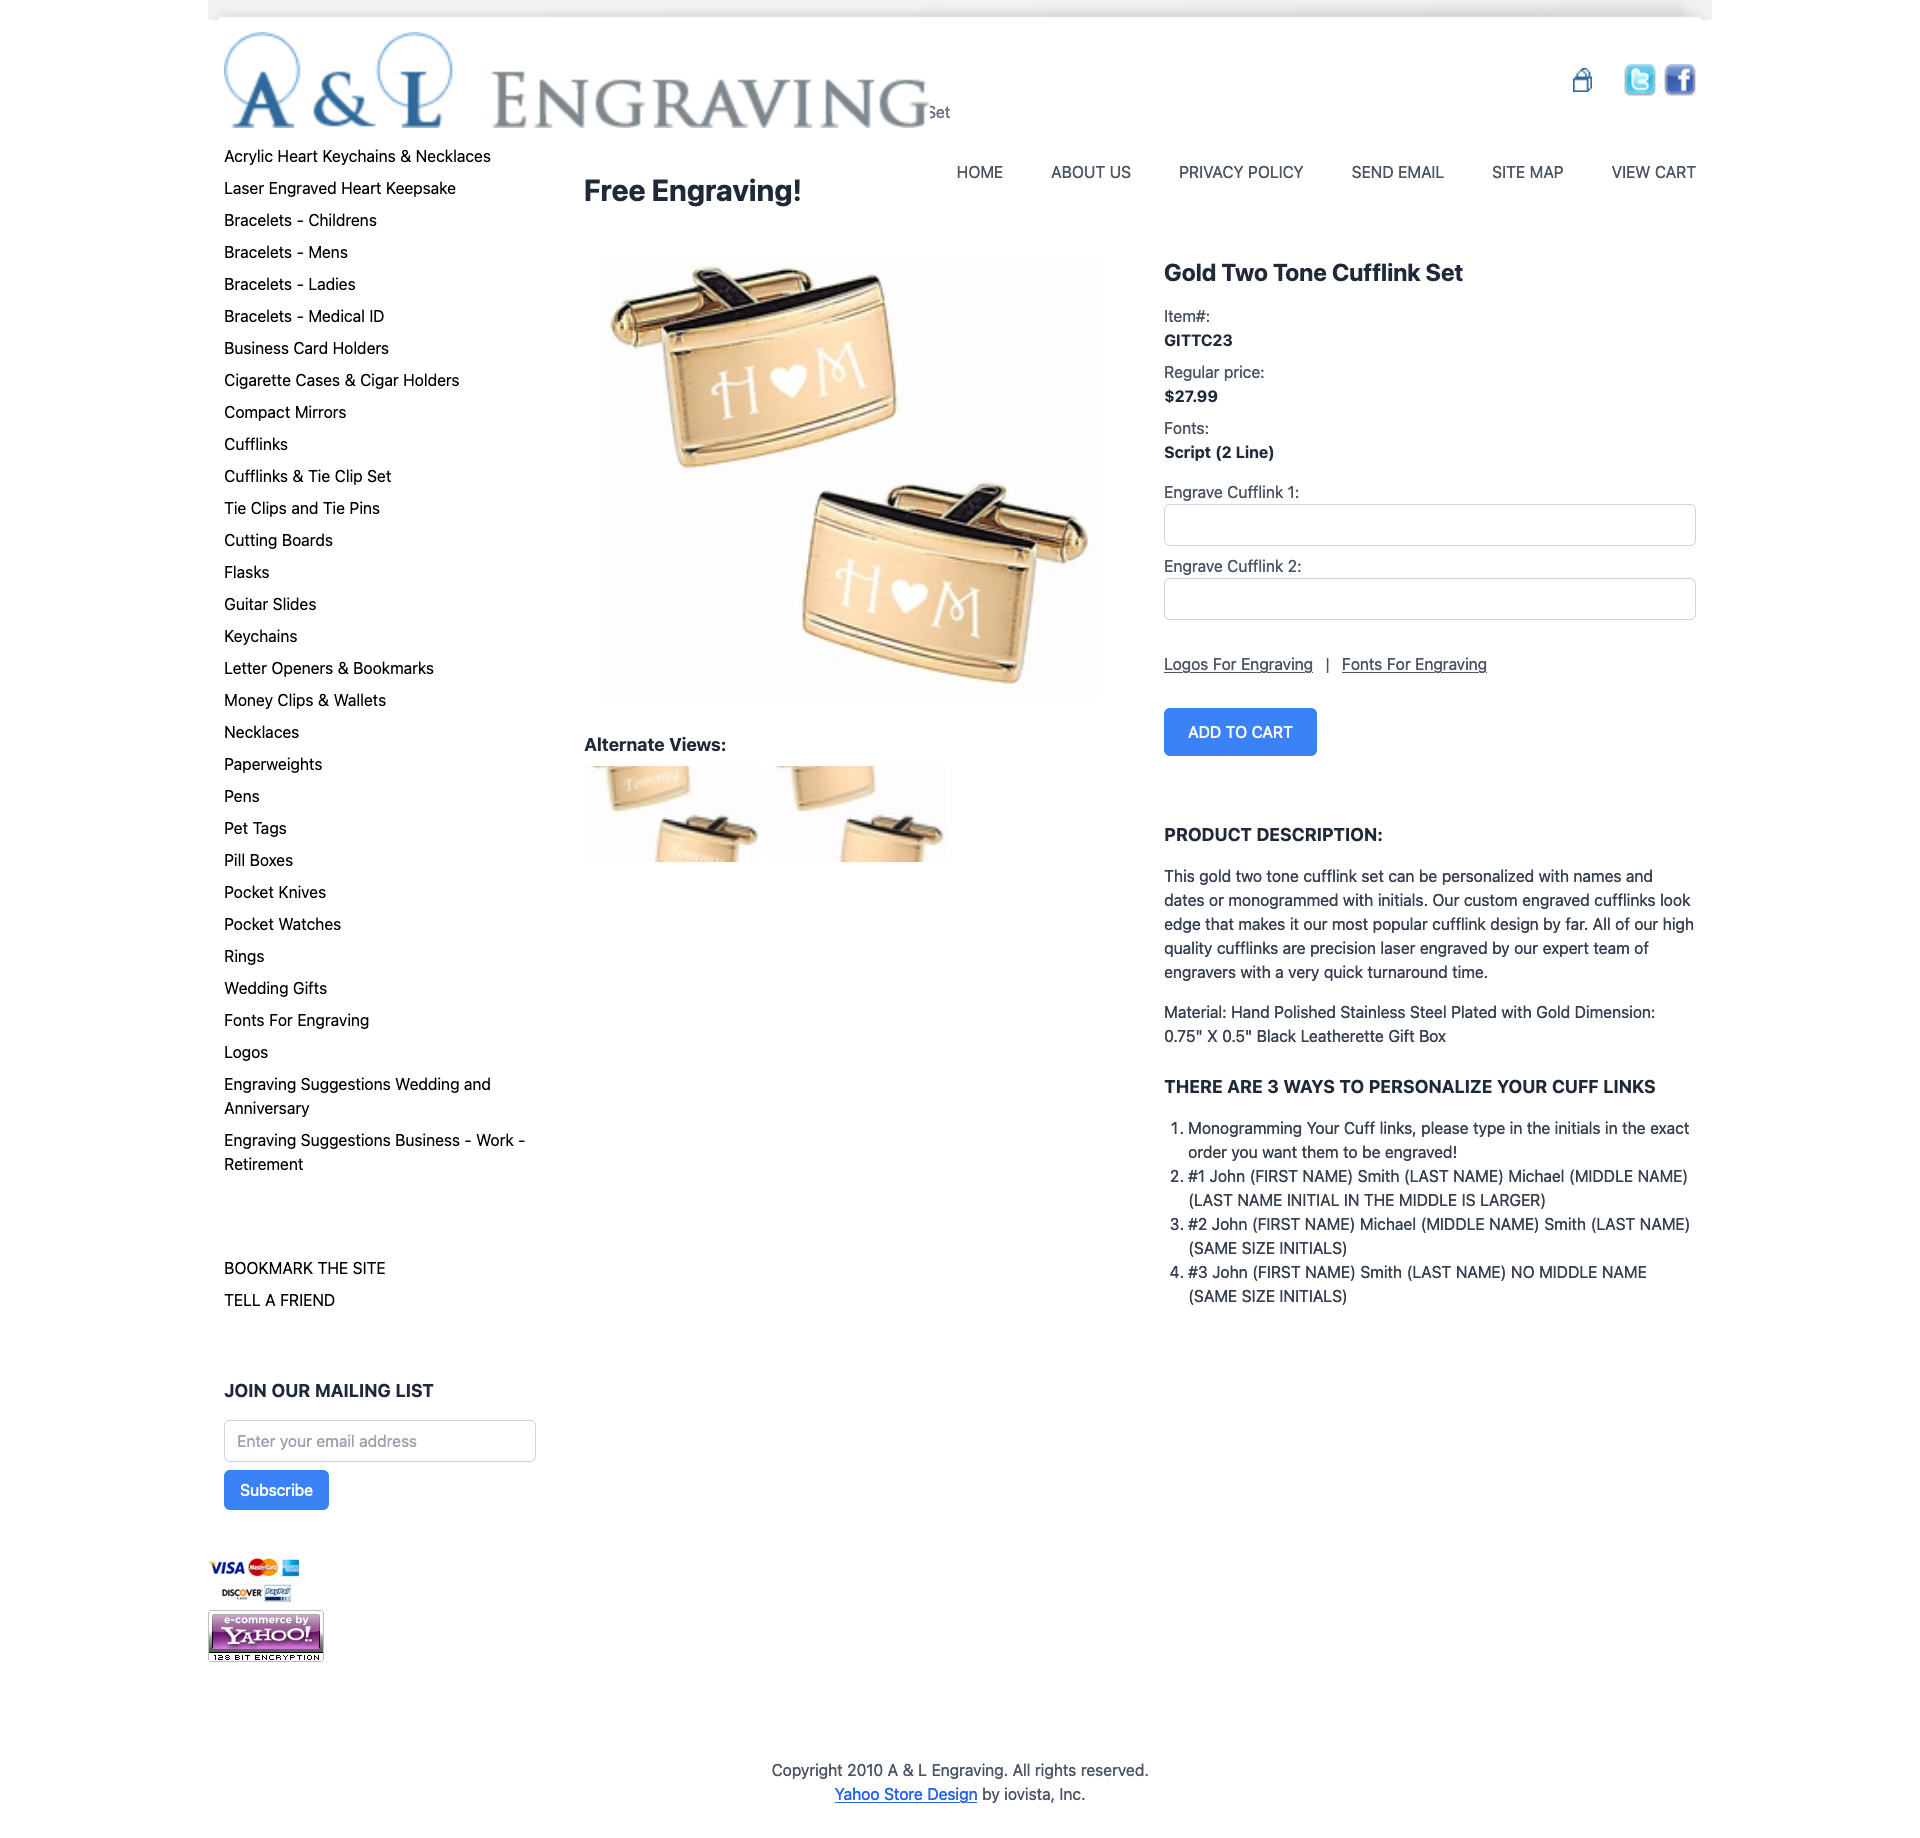 A & L ENGRAVING
Set
HOME
ABOUT US
PRIVACY POLICY
SEND EMAIL
SITE MAP
VIEW CART
Acrylic Heart Keychains & Necklaces
Laser Engraved Heart Keepsake
Bracelets - Childrens
Bracelets - Mens
Bracelets - Ladies
Bracelets - Medical ID
Business Card Holders
Cigarette Cases & Cigar Holders
Compact Mirrors
Cufflinks
Cufflinks & Tie Clip Set
Tie Clips and Tie Pins
Cutting Boards
Flasks
Guitar Slides
Keychains
Letter Openers & Bookmarks
Money Clips & Wallets
Necklaces
Paperweights
Pens
Pet Tags
Pill Boxes
Pocket Knives
Pocket Watches
Rings
Wedding Gifts
Fonts For Engraving
Logos
Engraving Suggestions Wedding and
Anniversary
Engraving Suggestions Business - Work -
Retirement
BOOKMARK THE SITE
TELL A FRIEND
JOIN OUR MAILING LIST
Enter your email address
Subscribe
VISA MasterCard
DISCOVER PayPal
e-commerce by
YAHOO!
128 BIT ENCRYPTION
Free Engraving!
H♥M
H♥M
Alternate Views:
Tommy
Tommy
Gold Two Tone Cufflink Set
Item#:
GITTC23
Regular price:
$27.99
Fonts:
Script (2 Line)
Engrave Cufflink 1:
Engrave Cufflink 2:
Logos For Engraving | Fonts For Engraving
ADD TO CART
PRODUCT DESCRIPTION:
This gold two tone cufflink set can be personalized with names and
dates or monogrammed with initials. Our custom engraved cufflinks look
edge that makes it our most popular cufflink design by far. All of our high
quality cufflinks are precision laser engraved by our expert team of
engravers with a very quick turnaround time.
Material: Hand Polished Stainless Steel Plated with Gold Dimension:
0.75" X 0.5" Black Leatherette Gift Box
THERE ARE 3 WAYS TO PERSONALIZE YOUR CUFF LINKS
1. Monogramming Your Cuff links, please type in the initials in the exact
order you want them to be engraved!
2. #1 John (FIRST NAME) Smith (LAST NAME) Michael (MIDDLE NAME)
(LAST NAME INITIAL IN THE MIDDLE IS LARGER)
3. #2 John (FIRST NAME) Michael (MIDDLE NAME) Smith (LAST NAME)
(SAME SIZE INITIALS)
4. #3 John (FIRST NAME) Smith (LAST NAME) NO MIDDLE NAME
(SAME SIZE INITIALS)
Copyright 2010 A & L Engraving. All rights reserved.
Yahoo Store Design by iovista, Inc.